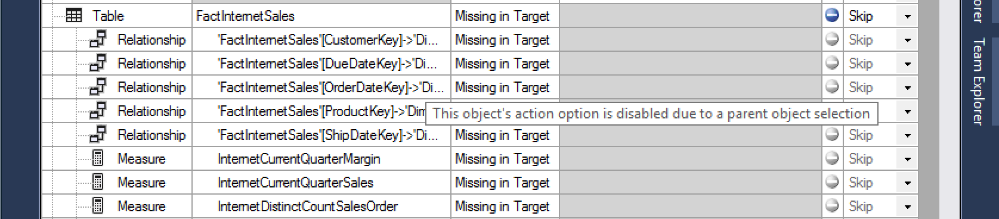 Table FactInternetSales Missing in Target Skip
Relationship 'FactInternetSales'[CustomerKey]->'Di... Missing in Target Skip
Relationship 'FactInternetSales'[DueDateKey]->'Di... Missing in Target Skip
Relationship 'FactInternetSales'[OrderDateKey]->'Di... Missing in Target Skip
Relationship 'FactInternetSales'[ProductKey]->'Dim
This object's action option is disabled due to a parent object selection
Relationship 'FactInternetSales'[ShipDateKey]->'Di... Missing in Target Skip
Measure InternetCurrentQuarterMargin Missing in Target Skip
Measure InternetCurrentQuarterSales Missing in Target Skip
Measure InternetDistinctCountSalesOrder Missing in Target Skip
orer
Team Explorer